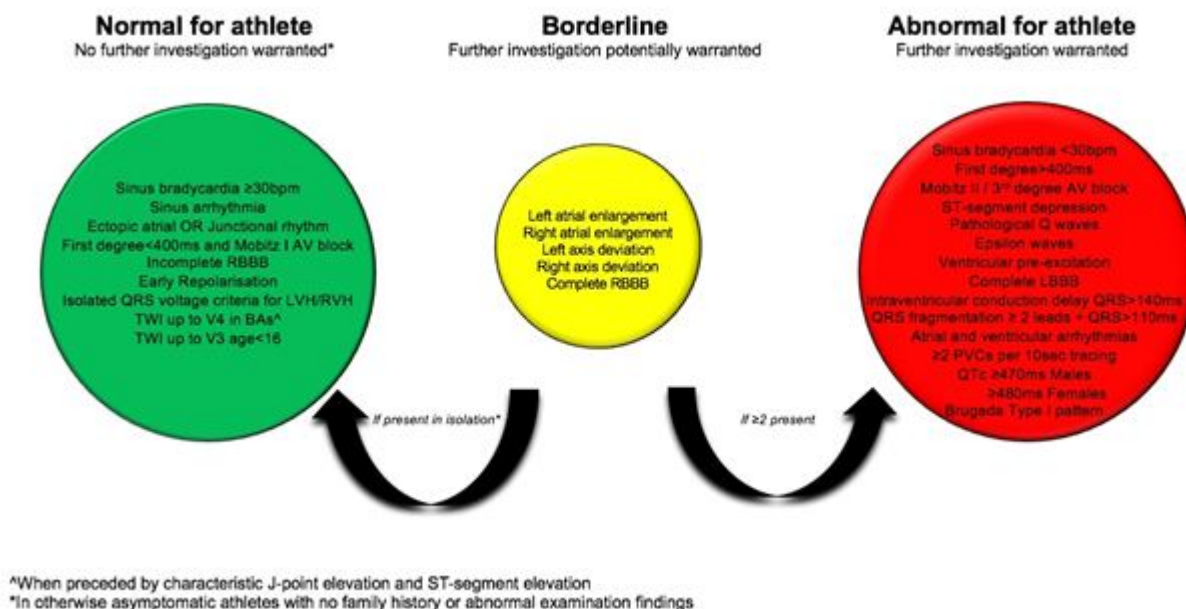 Normal for athlete
No further investigation warranted*
Borderline
Further investigation potentially warranted
Abnormal for athlete
Further investigation warranted
Sinus bradycardia ≥30bpm
Sinus arrhythmia
Ectopic atrial OR Junctional rhythm
First degree<400ms and Mobitz I AV block
Incomplete RBBB
Early Repolarisation
Isolated QRS voltage criteria for LVH/RVH
TWI up to V4 in BAs^
TWI up to V3 age<16
Left atrial enlargement
Right atrial enlargement
Left axis deviation
Right axis deviation
Complete RBBB
Sinus bradycardia <30bpm
First degree>400ms
Mobitz II / 3rd degree AV block
ST-segment depression
Pathological Q waves
Epsilon waves
Ventricular pre-excitation
Complete LBBB
Intraventricular conduction delay QRS>140ms
QRS fragmentation ≥ 2 leads + QRS>110ms
Atrial and ventricular arrhythmias
≥2 PVCs per 10sec tracing
QTc ≥470ms Males
≥480ms Females
Brugada Type I pattern
If present in isolation*
If ≥2 present
^When preceded by characteristic J-point elevation and ST-segment elevation
*In otherwise asymptomatic athletes with no family history or abnormal examination findings